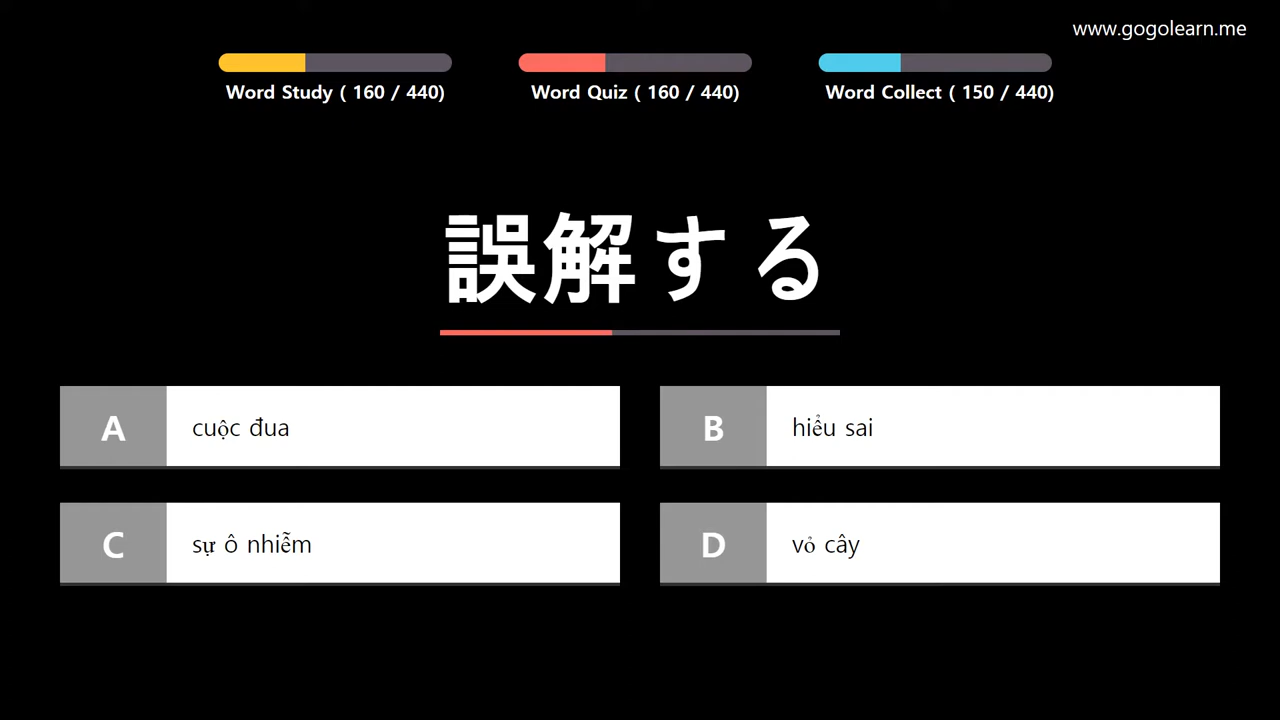 www.gogolearn.me
Word Study ( 160 / 440)
Word Quiz ( 160 / 440)
Word Collect ( 150 / 440)
誤解する
A
cuộc đua
B
hiểu sai
C
sự ô nhiễm
D
vỏ cây